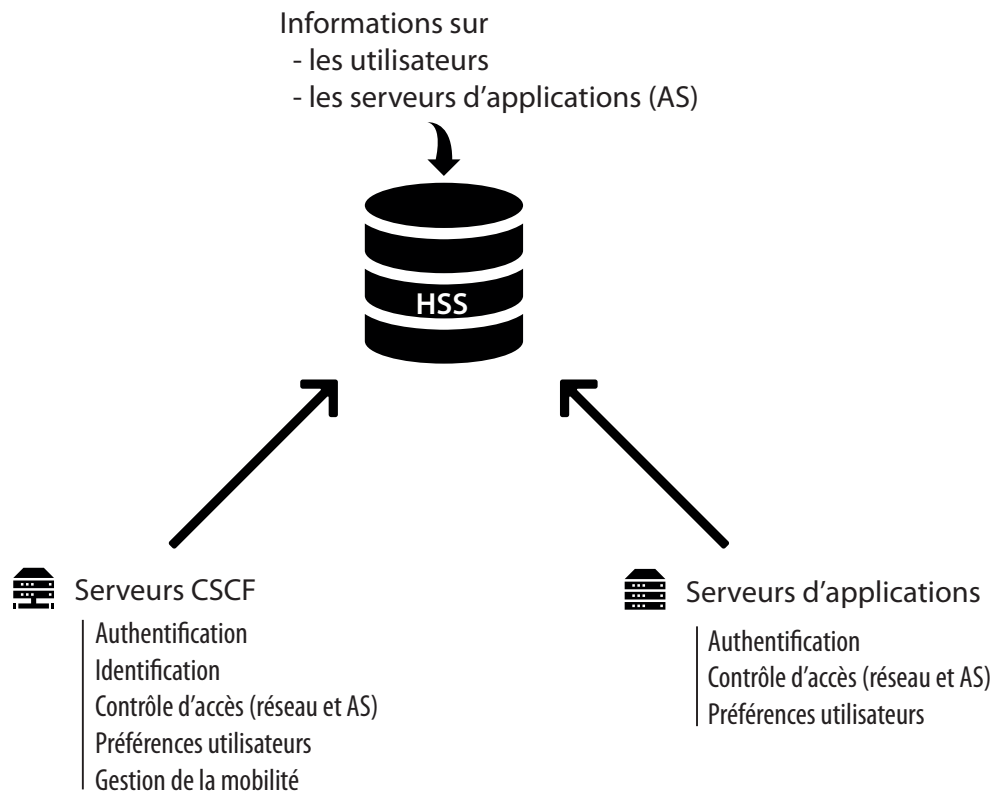 Informations sur
- les utilisateurs
- les serveurs d’applications (AS)
HSS
Serveurs CSCF
Authentification
Identification
Contrôle d’accès (réseau et AS)
Préférences utilisateurs
Gestion de la mobilité
Serveurs d’applications
Authentification
Contrôle d’accès (réseau et AS)
Préférences utilisateurs